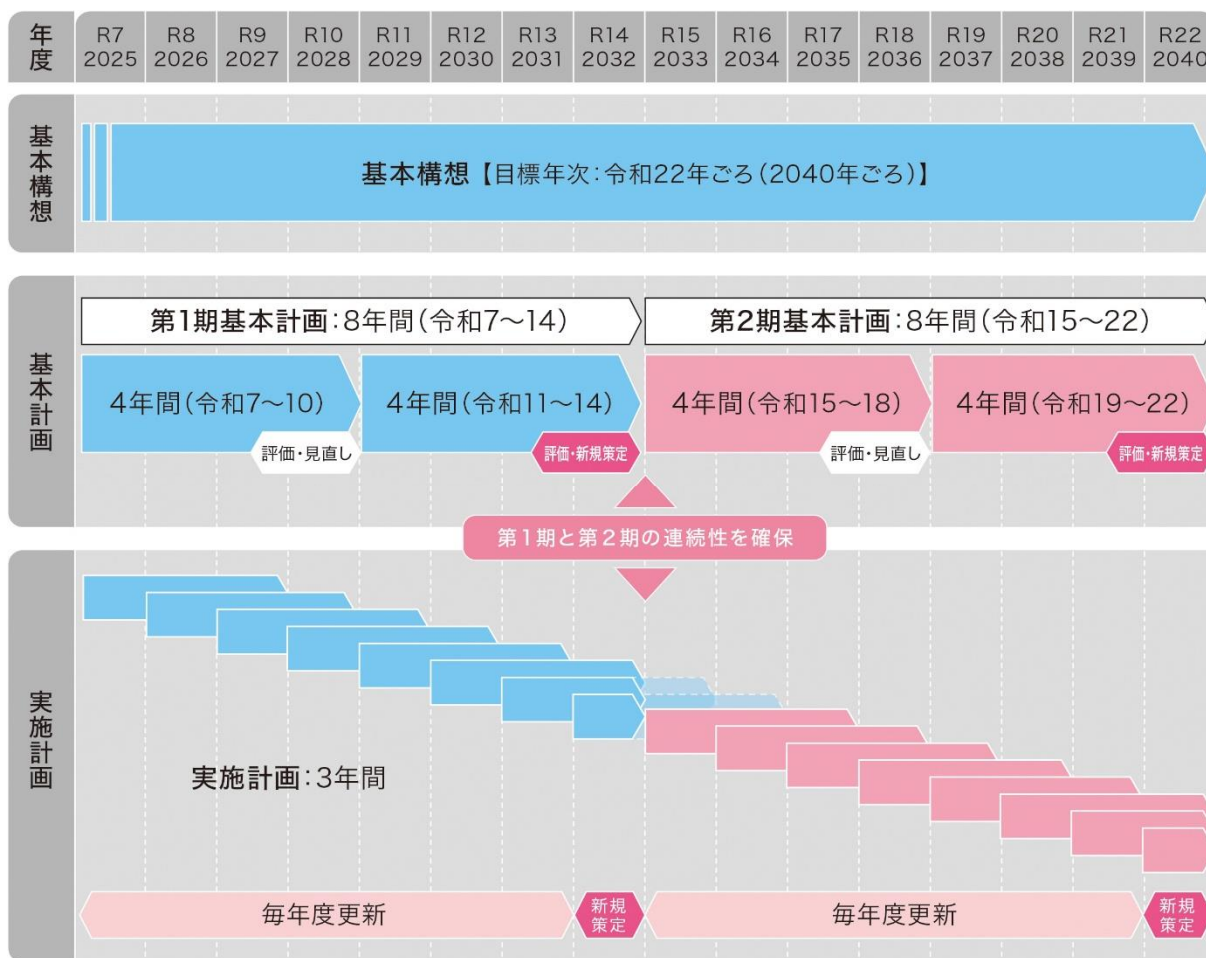 年度
R7 R8 R9 R10 R11 R12 R13 R14 R15 R16 R17 R18 R19 R20 R21 R22
2025 2026 2027 2028 2029 2030 2031 2032 2033 2034 2035 2036 2037 2038 2039 2040
基本構想
基本構想【目標年次:令和22年ごろ(2040年ごろ)】
基本計画
第1期基本計画:8年間(令和7〜14)
第2期基本計画:8年間(令和15〜22)
4年間(令和7〜10)
4年間(令和11〜14)
4年間(令和15〜18)
4年間(令和19〜22)
評価・見直し
評価・新規策定
評価・見直し
評価・新規策定
第1期と第2期の連続性を確保
実施計画
実施計画:3年間
毎年度更新
新規
策定
毎年度更新
新規
策定